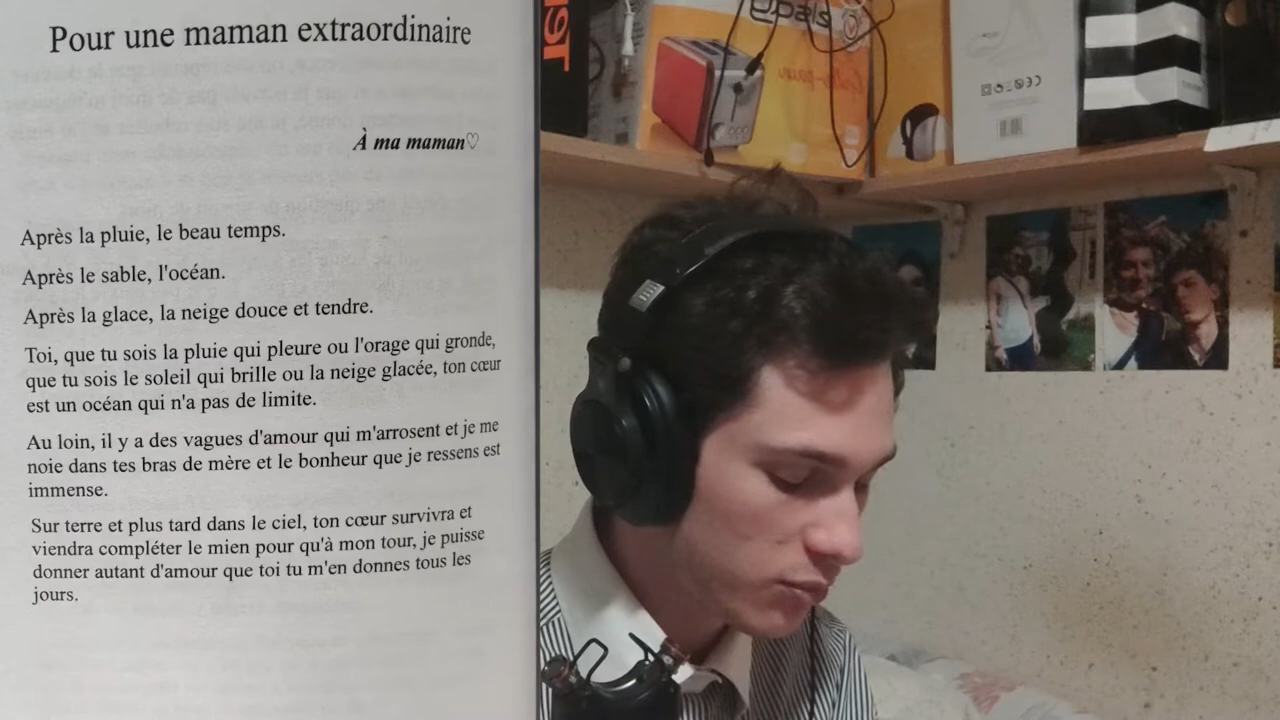 Pour une maman extraordinaire
À ma maman♡
Après la pluie, le beau temps.
Après le sable, l'océan.
Après la glace, la neige douce et tendre.
Toi, que tu sois la pluie qui pleure ou l'orage qui gronde,
que tu sois le soleil qui brille ou la neige glacée, ton cœur
est un océan qui n'a pas de limite.
Au loin, il y a des vagues d'amour qui m'arrosent et je me
noie dans tes bras de mère et le bonheur que je ressens est
immense.
Sur terre et plus tard dans le ciel, ton cœur survivra et
viendra compléter le mien pour qu'à mon tour, je puisse
donner autant d'amour que toi tu m'en donnes tous les
jours.